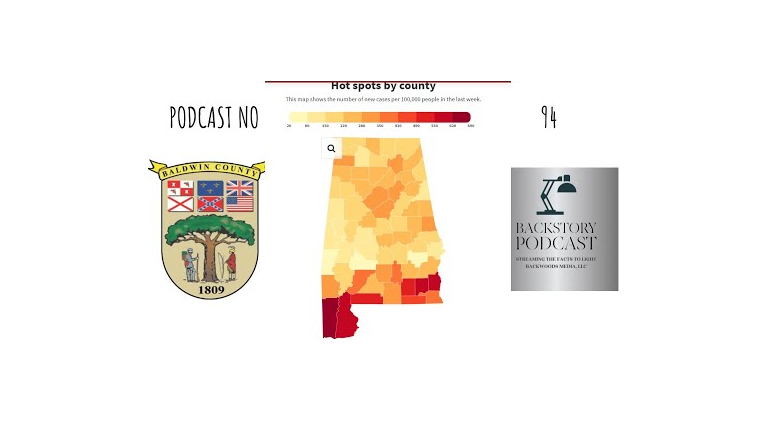 Hot spots by county
This map shows the number of new cases per 100,000 people in the last week.
PODCAST NO
94
BALDWIN COUNTY
1809
BACKSTORY
PODCAST
STREAMING THE FACTS TO LIGHT
BACKWOODS MEDIA, LLC